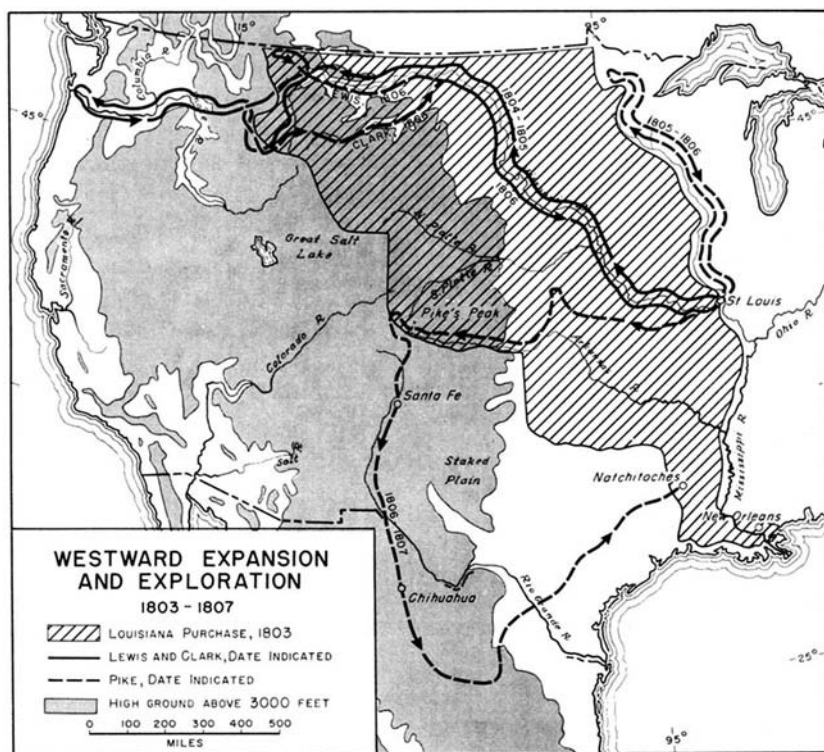 15°
Columbia R.
45°
45°
LEWIS 1806
CLARK, 1806
1804-1805
1806
1805-1806
N. Platte R.
S. Platte R.
Great Salt
Lake
Sacramento R.
Pike's Peak
St Louis
Ohio R.
Colorado R.
Arkansas R.
Santa Fe
Mississippi R.
Salt R.
Staked
Plain
Natchitoches
New Orleans
1806-1807
Chihuahua
Rio Grande R.
25°
95°
WESTWARD EXPANSION
AND EXPLORATION
1803 - 1807
LOUISIANA PURCHASE, 1803
LEWIS AND CLARK, DATE INDICATED
PIKE, DATE INDICATED
HIGH GROUND ABOVE 3000 FEET
0 100 200 300 400 500
MILES